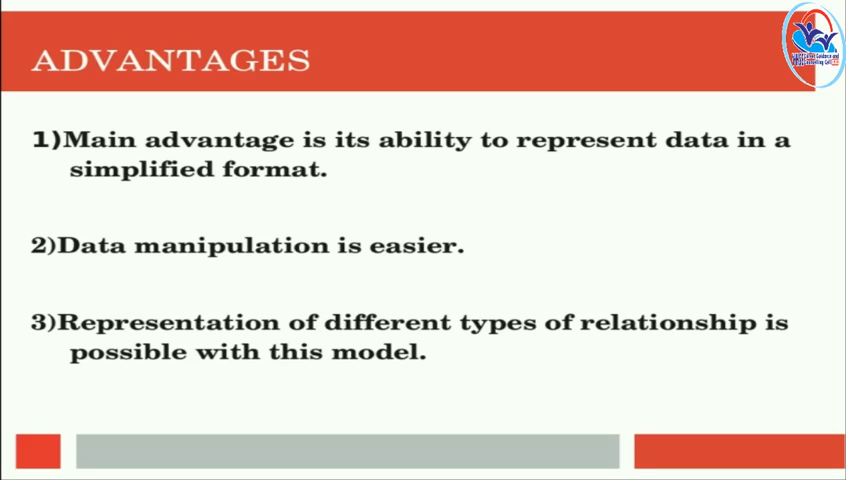 ADVANTAGES
1)Main advantage is its ability to represent data in a
simplified format.
2)Data manipulation is easier.
3)Representation of different types of relationship is
possible with this model.